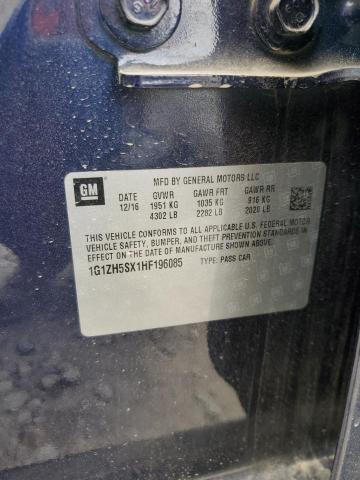 GM
MFD BY GENERAL MOTORS LLC
DATE GVWR GAWR FRT GAWR RR
12/16 1951 KG 1035 KG 916 KG
4302 LB 2282 LB 2020 LB
THIS VEHICLE CONFORMS TO ALL APPLICABLE U.S. FEDERAL MOTOR
VEHICLE SAFETY, BUMPER, AND THEFT PREVENTION STANDARDS IN
EFFECT ON THE DATE OF MANUFACTURE SHOWN ABOVE.
1G1ZH5SX1HF196085 TYPE: PASS CAR